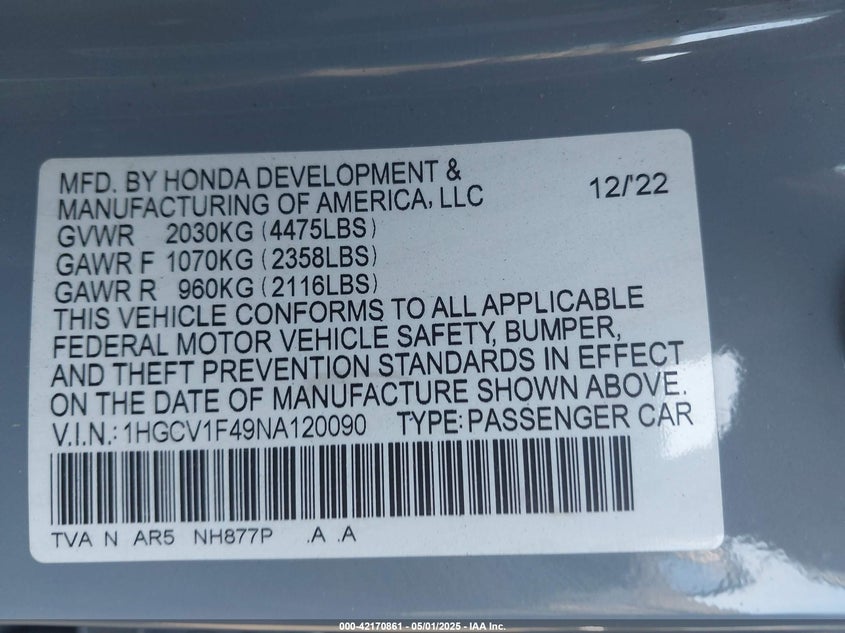 MFD. BY HONDA DEVELOPMENT &
MANUFACTURING OF AMERICA, LLC 12/'22
GVWR 2030KG (4475LBS)
GAWR F 1070KG (2358LBS)
GAWR R 960KG (2116LBS)
THIS VEHICLE CONFORMS TO ALL APPLICABLE
FEDERAL MOTOR VEHICLE SAFETY, BUMPER,
AND THEFT PREVENTION STANDARDS IN EFFECT
ON THE DATE OF MANUFACTURE SHOWN ABOVE.
V.I.N.: 1HGCV1F49NA120090 TYPE: PASSENGER CAR
TVA N AR5 NH877P .A .A
000-42170861 - 05/01/2025 - IAA Inc.